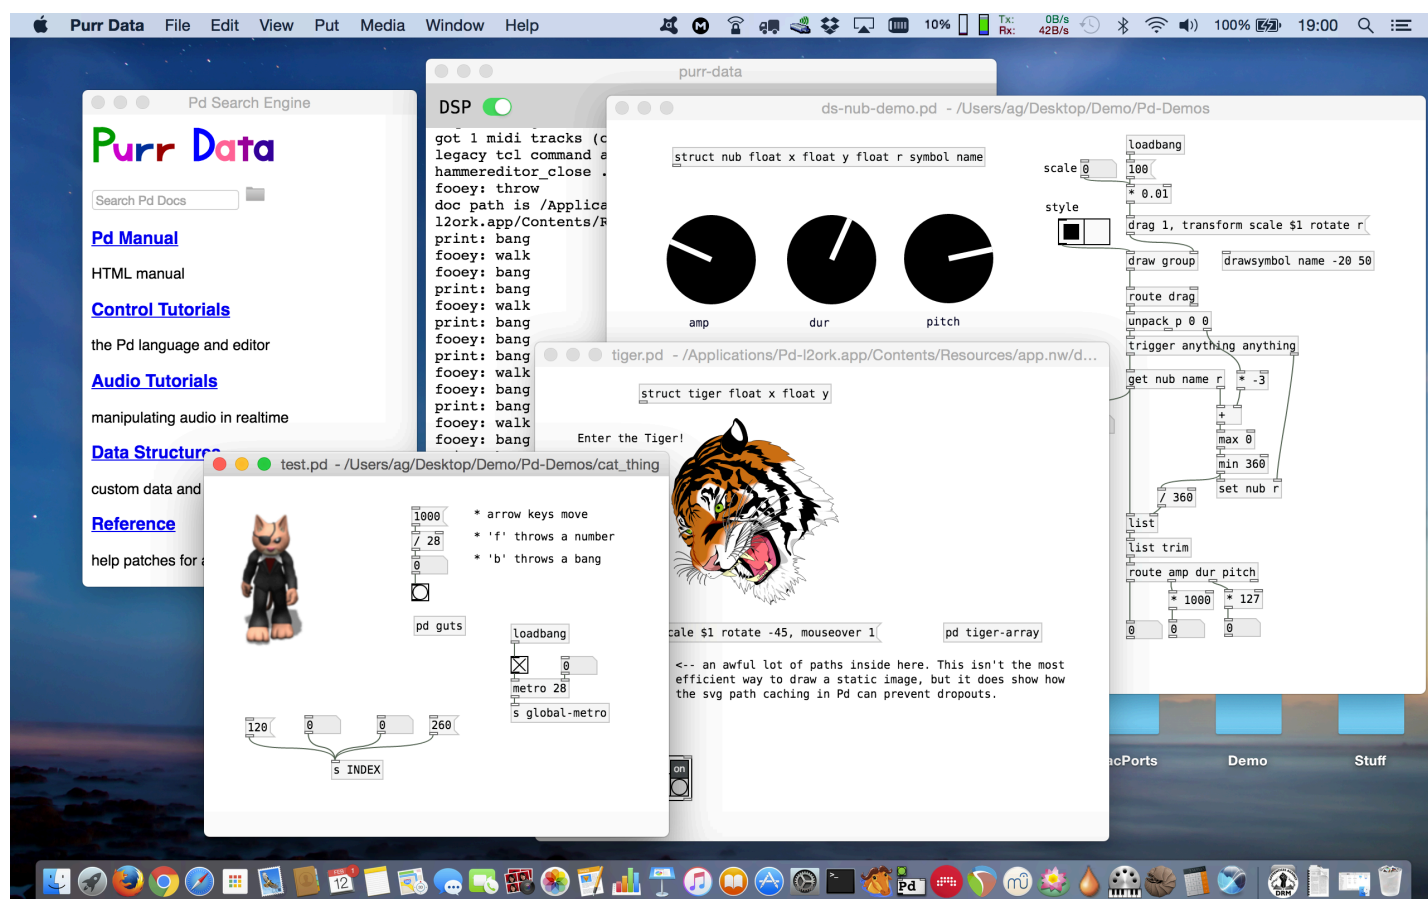 Purr Data File Edit View Put Media Window Help
10% Tx: 0B/s
Rx: 42B/s
100% 19:00
Pd Search Engine
Purr Data
Search Pd Docs
Pd Manual
HTML manual
Control Tutorials
the Pd language and editor
Audio Tutorials
manipulating audio in realtime
Data Structures
custom data and
Reference
help patches for
purr-data
DSP
got 1 midi tracks (
legacy tcl command a
hammereditor_close .
fooey: throw
doc path is /Applica
l2ork.app/Contents/R
print: bang
fooey: walk
fooey: bang
print: bang
fooey: walk
print: bang
fooey: bang
print: bang
fooey: walk
fooey: bang
print: bang
fooey: walk
fooey: bang
ds-nub-demo.pd - /Users/ag/Desktop/Demo/Pd-Demos
struct nub float x float y float r symbol name
amp
dur
pitch
loadbang
scale 0
100
* 0.01
style
drag 1, transform scale $1 rotate r
draw group
drawsymbol name -20 50
route drag
unpack p 0 0
trigger anything anything
get nub name r
* -3
+
max 0
min 360
set nub r
/ 360
list
list trim
route amp dur pitch
* 1000
* 127
0
0
0
tiger.pd - /Applications/Pd-l2ork.app/Contents/Resources/app.nw/d...
struct tiger float x float y
Enter the Tiger!
cale $1 rotate -45, mouseover 1
pd tiger-array
<-- an awful lot of paths inside here. This isn't the most
efficient way to draw a static image, but it does show how
the svg path caching in Pd can prevent dropouts.
on
test.pd - /Users/ag/Desktop/Demo/Pd-Demos/cat_thing
1000
/ 28
0
* arrow keys move
* 'f' throws a number
* 'b' throws a bang
pd guts
loadbang
0
metro 28
s global-metro
120
0
0
260
s INDEX
acPorts
Demo
Stuff
FEB
12
Pd
mu
DRM